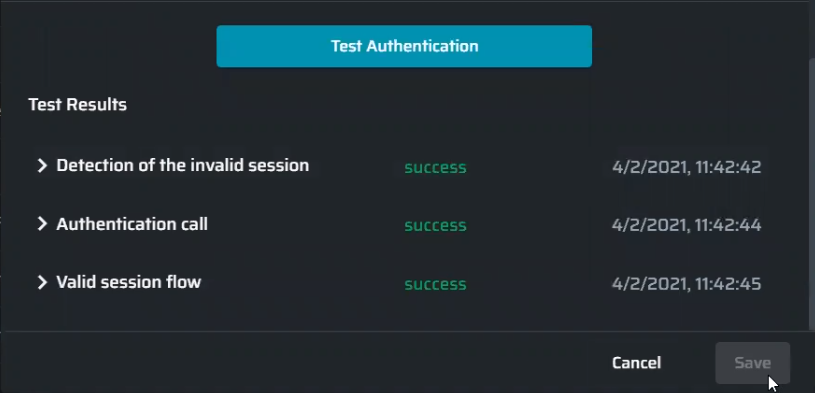 Test Authentication
Test Results
Detection of the invalid session success 4/2/2021, 11:42:42
Authentication call success 4/2/2021, 11:42:44
Valid session flow success 4/2/2021, 11:42:45
Cancel Save